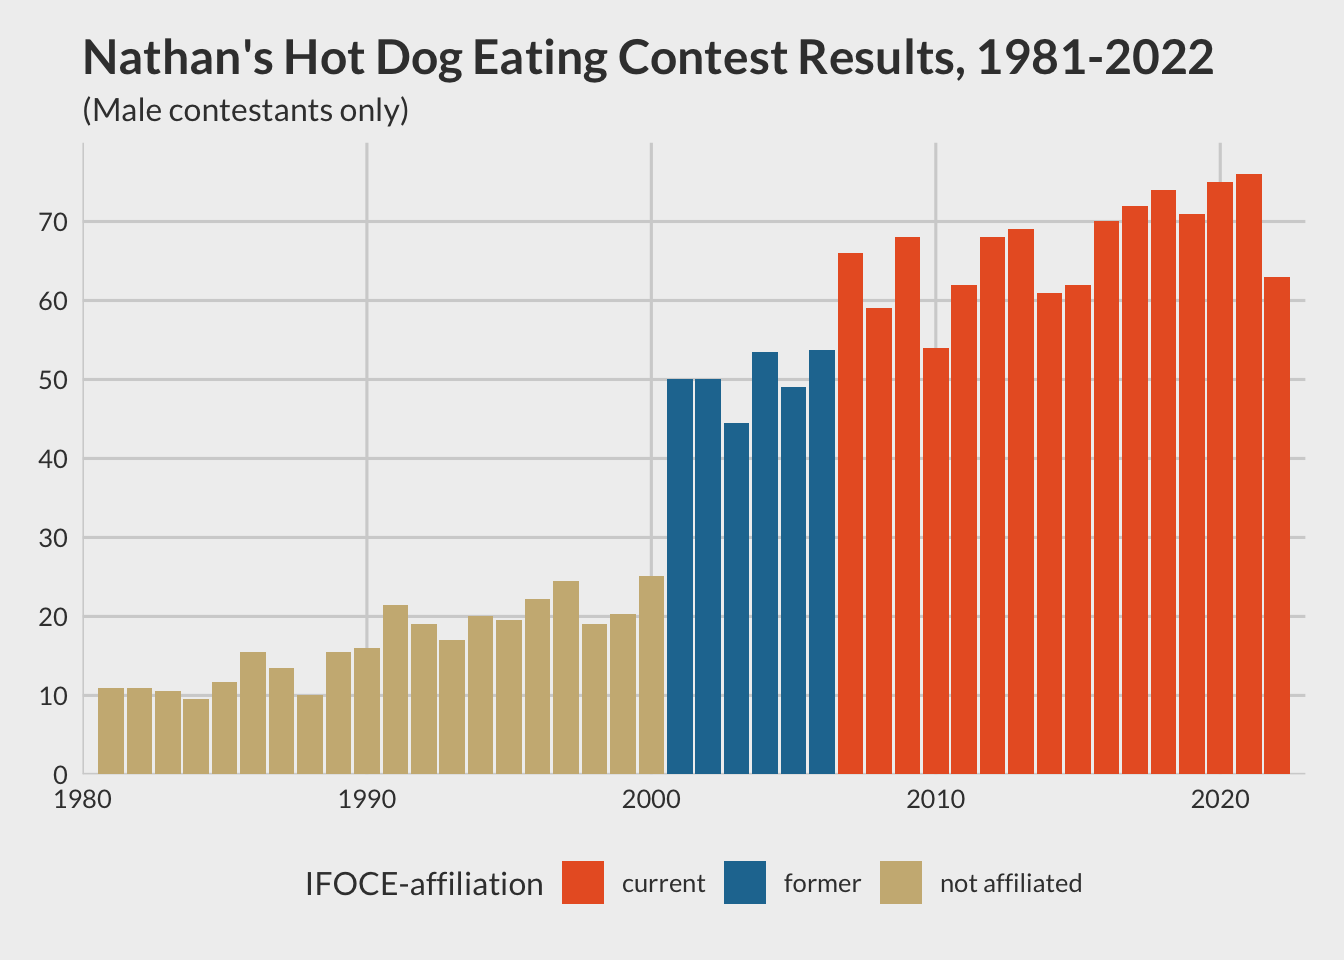 Nathan's Hot Dog Eating Contest Results, 1981-2022
(Male contestants only)
70
60
50
40
30
20
10
0
1980 1990 2000 2010 2020
IFOCE-affiliation current former not affiliated